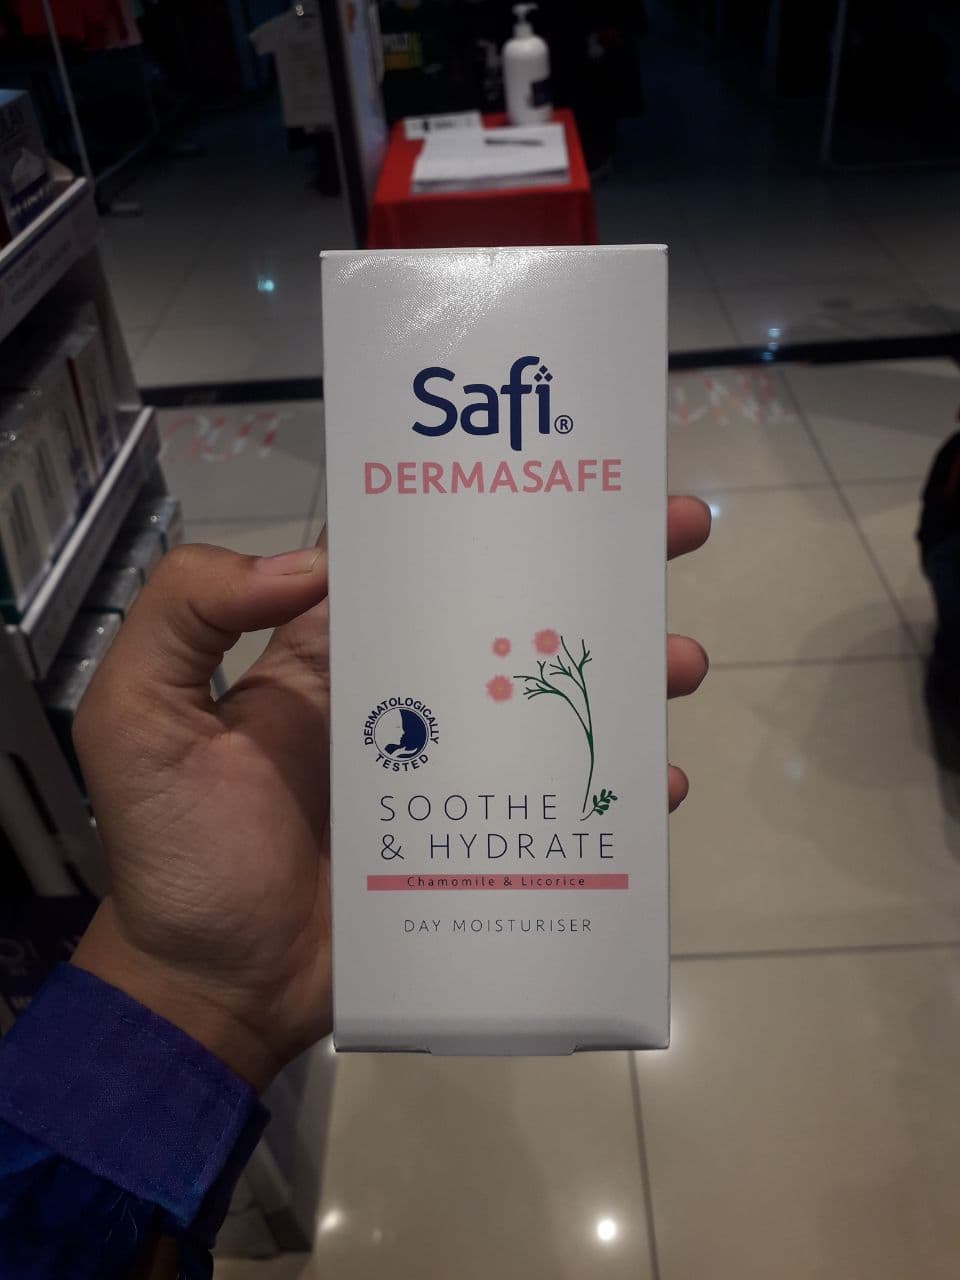 Safi®
DERMASAFE
DERMATOLOGICALLY
TESTED
SOOTHE
& HYDRATE
Chamomile & Licorice
DAY MOISTURISER